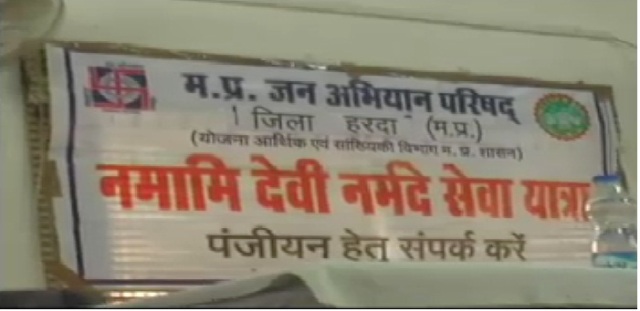 म.प्र. जन अभियान परिषद्
जिला हरदा (म.प्र.)
(योजना आर्थिक एवं सांख्यिकी विभाग म. प्र. शासन)
नमामि देवी नर्मदे सेवा यात्रा
पंजीयन हेतु संपर्क करें